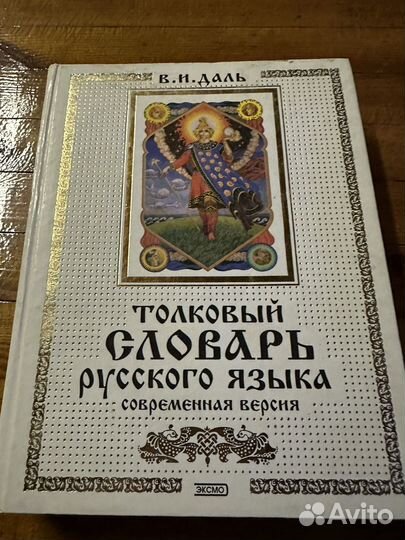 В.И.ДАЛЬ
ТОЛКОВЫЙ
СЛОВАРЬ
РУССКОГО ЯЗЫКА
СОВРЕМЕННАЯ ВЕРСИЯ
ЭКСМО
Avito